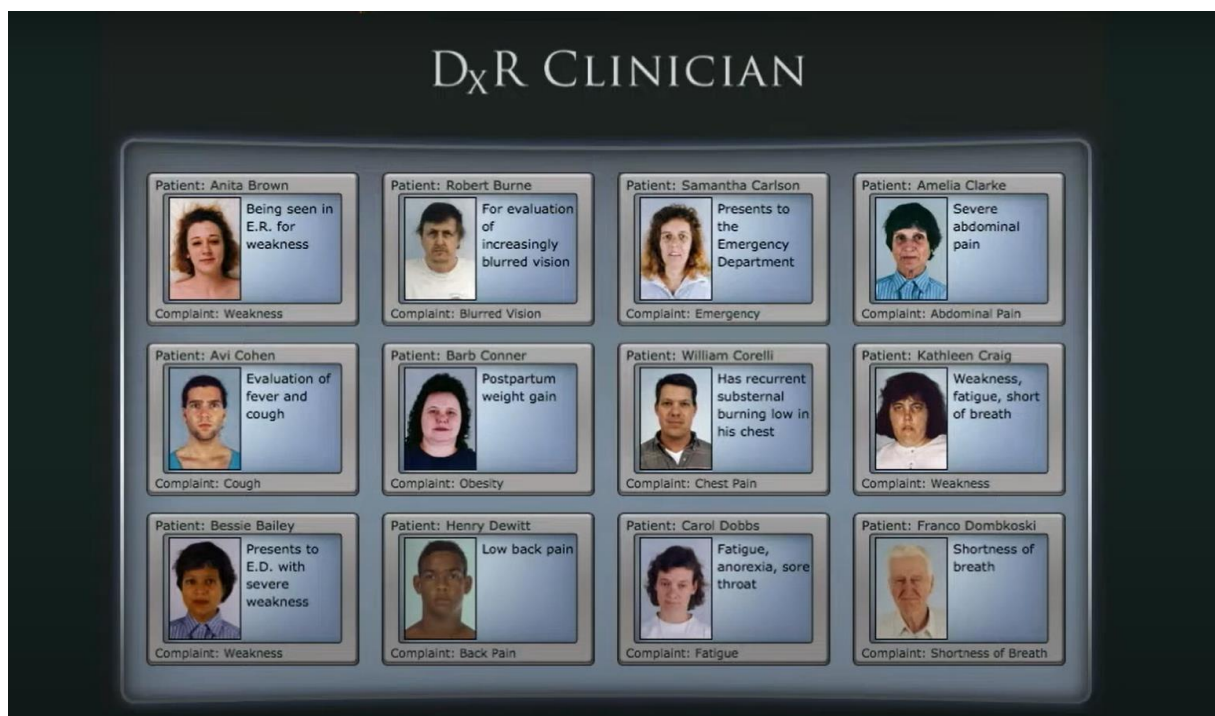 DxR CLINICIAN
Patient: Anita Brown
Being seen in
E.R. for
weakness
Complaint: Weakness
Patient: Robert Burne
For evaluation
of
increasingly
blurred vision
Complaint: Blurred Vision
Patient: Samantha Carlson
Presents to
the
Emergency
Department
Complaint: Emergency
Patient: Amelia Clarke
Severe
abdominal
pain
Complaint: Abdominal Pain
Patient: Avi Cohen
Evaluation of
fever and
cough
Complaint: Cough
Patient: Barb Conner
Postpartum
weight gain
Complaint: Obesity
Patient: William Corelli
Has recurrent
substernal
burning low in
his chest
Complaint: Chest Pain
Patient: Kathleen Craig
Weakness,
fatigue, short
of breath
Complaint: Weakness
Patient: Bessie Bailey
Presents to
E.D. with
severe
weakness
Complaint: Weakness
Patient: Henry Dewitt
Low back pain
Complaint: Back Pain
Patient: Carol Dobbs
Fatigue,
anorexia, sore
throat
Complaint: Fatigue
Patient: Franco Dombkoski
Shortness of
breath
Complaint: Shortness of Breath